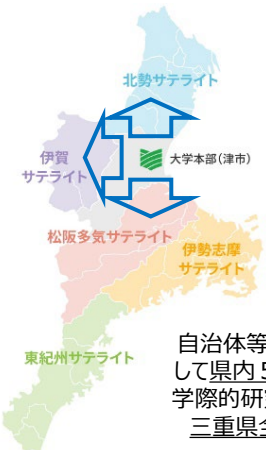 北勢サテライト
伊賀
サテライト
大学本部(津市)
松阪多気サテライト
伊勢志摩
サテライト
東紀州サテライト
自治体等
して県内5
学際的研
三重県全